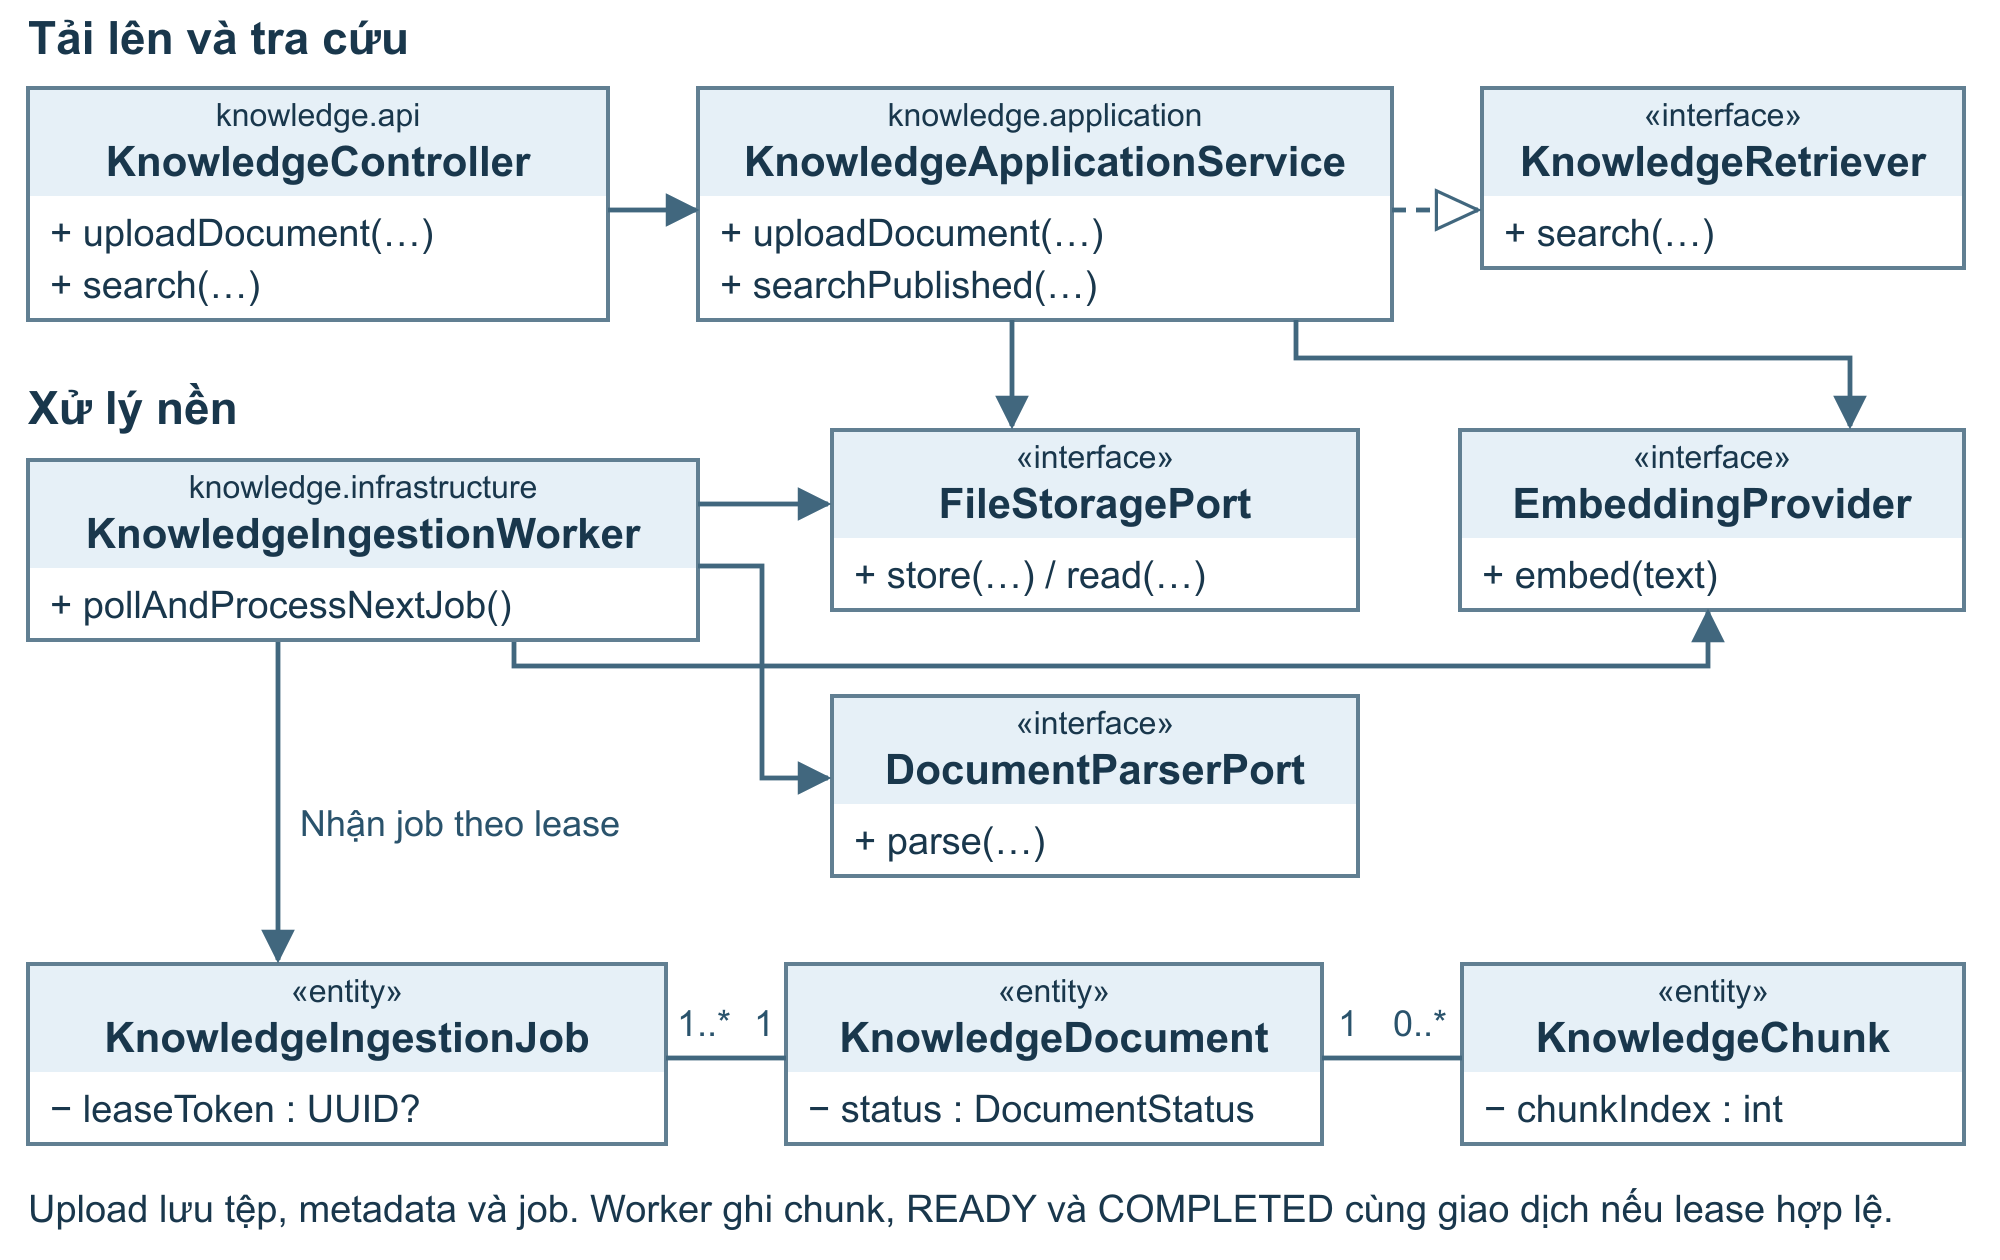 Tải lên và tra cứu
knowledge.api
KnowledgeController
+ uploadDocument(…)
+ search(…)
knowledge.application
KnowledgeApplicationService
+ uploadDocument(…)
+ searchPublished(…)
«interface»
KnowledgeRetriever
+ search(…)
Xử lý nền
knowledge.infrastructure
KnowledgeIngestionWorker
+ pollAndProcessNextJob()
«interface»
FileStoragePort
+ store(…) / read(…)
«interface»
EmbeddingProvider
+ embed(text)
«interface»
DocumentParserPort
+ parse(…)
Nhận job theo lease
«entity»
KnowledgeIngestionJob
− leaseToken : UUID?
1..* 1
«entity»
KnowledgeDocument
− status : DocumentStatus
1 0..*
«entity»
KnowledgeChunk
− chunkIndex : int
Upload lưu tệp, metadata và job. Worker ghi chunk, READY và COMPLETED cùng giao dịch nếu lease hợp lệ.